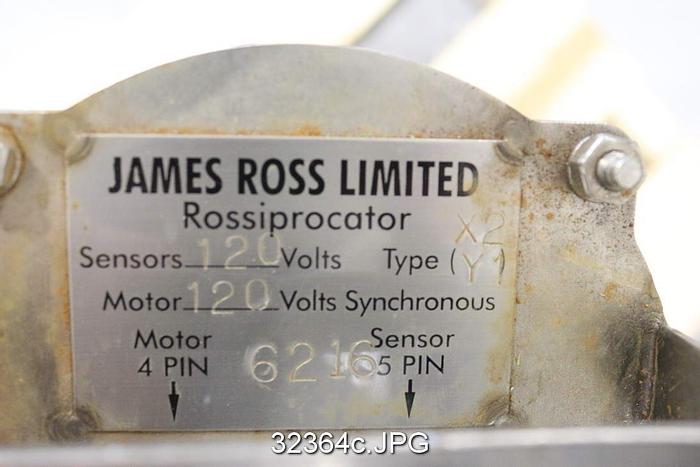 JAMES ROSS LIMITED
Rossiprocator
X2
Sensors 120 Volts Type (Y1)
Motor 120 Volts Synchronous
Motor Sensor
4 PIN 6216 5 PIN
32364c.JPG